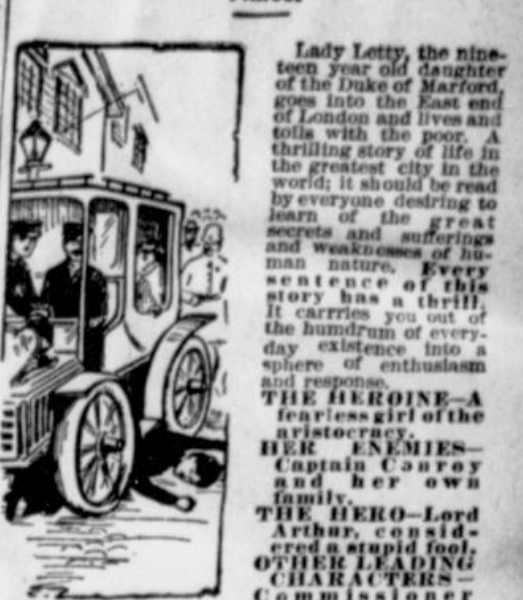 Lady Letty, the nine-
teen year old daughter
of the Duke of Marford,
goes into the East end
of London and lives and
toils with the poor. A
thrilling story of life in
the greatest city in the
world; it should be read
by everyone desiring to
learn of the great
secrets and sufferings
and weaknesses of hu-
man nature. Every
sentence of this
story has a thrill.
It carrries you out of
the humdrum of every-
day existence into a
sphere of enthusiasm
and response.
THE HEROINE—A
fearless girl of the
aristocracy.
HER ENEMIES—
Captain Conroy
and her own
family.
THE HERO—Lord
Arthur, consid-
ered a stupid fool.
OTHER LEADING
CHARACTERS—
Commissioner